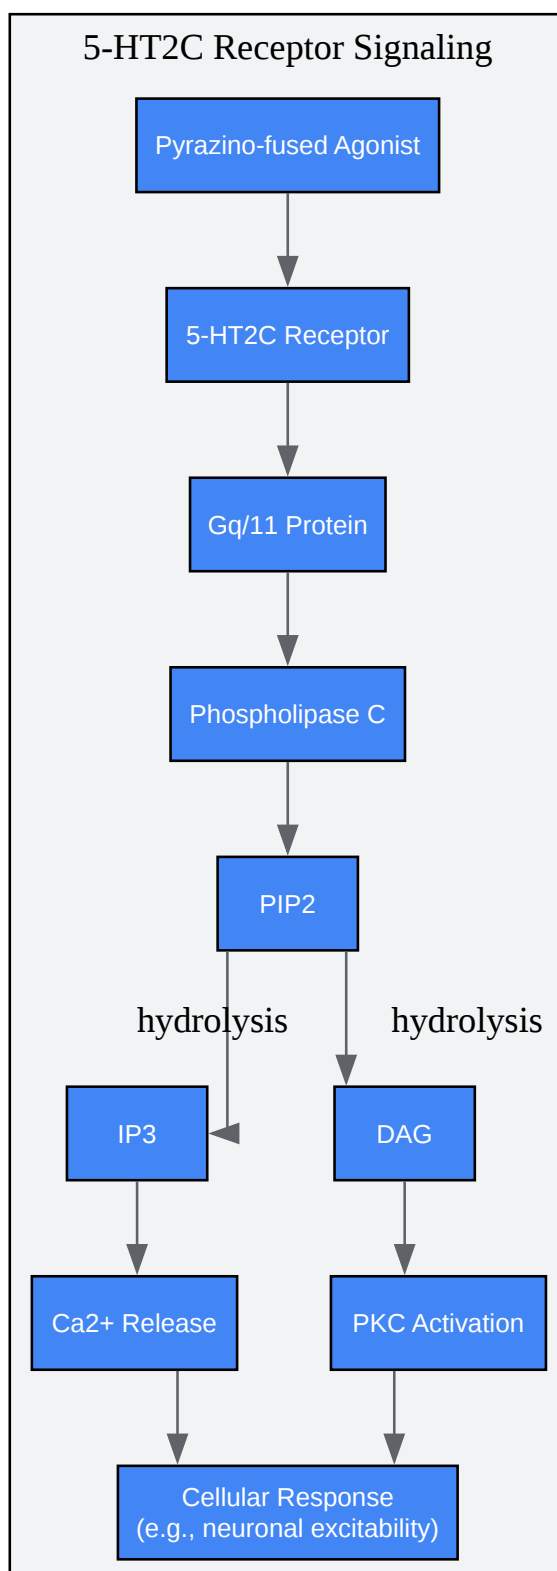 5-HT2C Receptor Signaling
Pyrazino-fused Agonist
5-HT2C Receptor
Gq/11 Protein
Phospholipase C
PIP2
hydrolysis
hydrolysis
IP3
DAG
Ca2+ Release
PKC Activation
Cellular Response
(e.g., neuronal excitability)